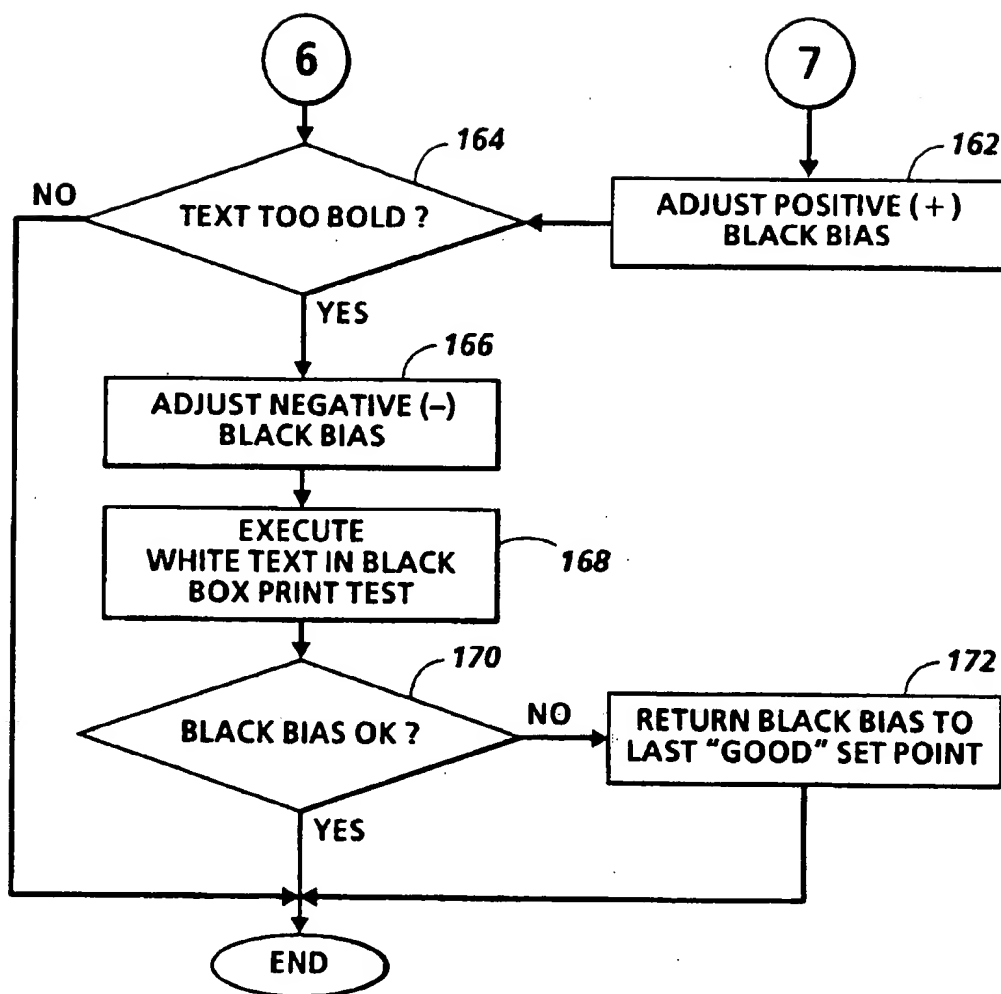 6
7
164
162
NO
TEXT TOO BOLD ?
ADJUST POSITIVE (+)
BLACK BIAS
YES
166
ADJUST NEGATIVE (–)
BLACK BIAS
EXECUTE
WHITE TEXT IN BLACK
BOX PRINT TEST
168
170
172
BLACK BIAS OK ?
NO
RETURN BLACK BIAS TO
LAST "GOOD" SET POINT
YES
END